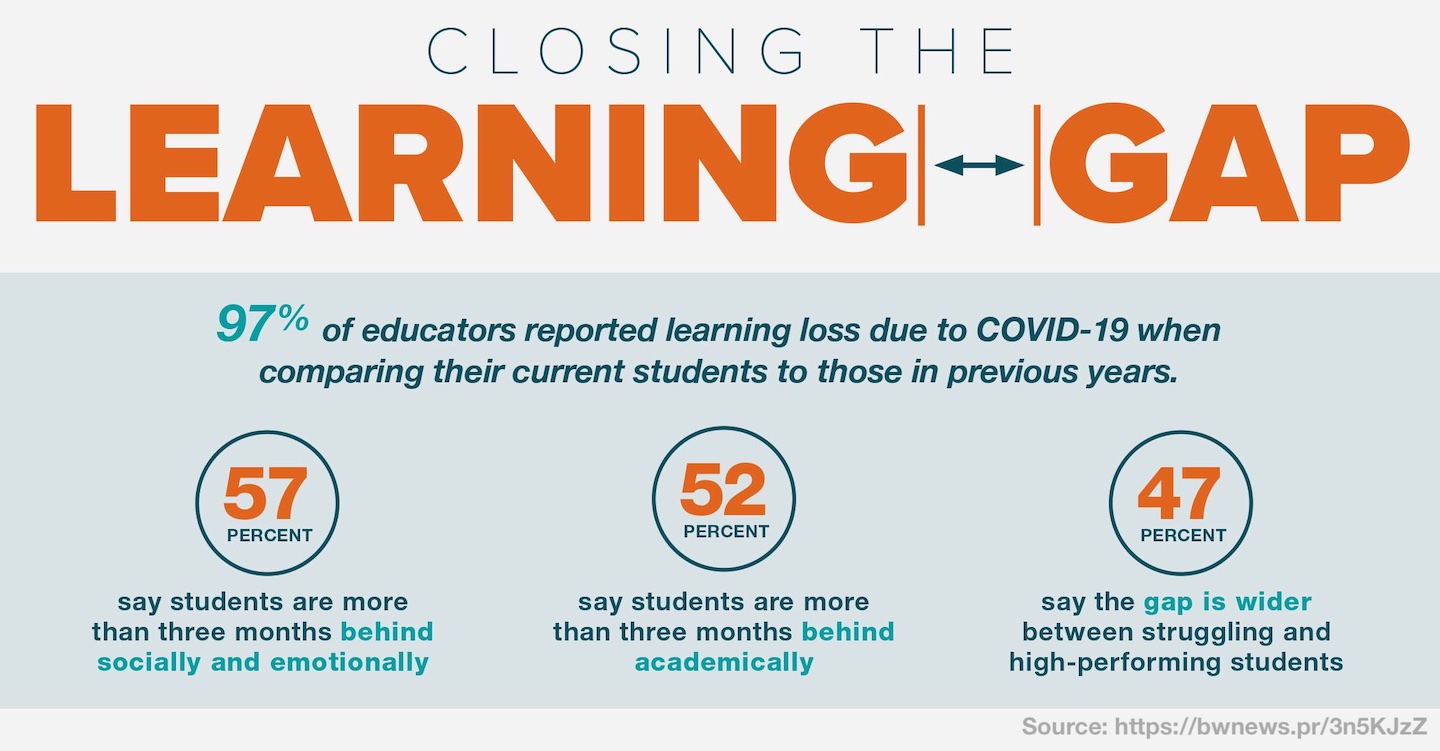 CLOSING THE
LEARNING GAP
97% of educators reported learning loss due to COVID-19 when
comparing their current students to those in previous years.
57
PERCENT
say students are more
than three months behind
socially and emotionally
52
PERCENT
say students are more
than three months behind
academically
47
PERCENT
say the gap is wider
between struggling and
high-performing students
Source: https://bwnews.pr/3n5KJzZ